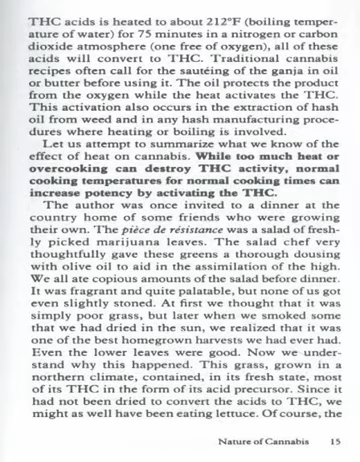 THC acids is heated to about 212°F (boiling temper-
ature of water) for 75 minutes in a nitrogen or carbon
dioxide atmosphere (one free of oxygen), all of these
acids will convert to THC. Traditional cannabis
recipes often call for the sautéing of the ganja in oil
or butter before using it. The oil protects the product
from the oxygen while the heat activates the THC.
This activation also occurs in the extraction of hash
oil from weed and in any hash manufacturing proce-
dures where heating or boiling is involved.
Let us attempt to summarize what we know of the
effect of heat on cannabis. While too much heat or
overcooking can destroy THC activity, normal
cooking temperatures for normal cooking times can
increase potency by activating the THC.
The author was once invited to a dinner at the
country home of some friends who were growing
their own. The pièce de résistance was a salad of fresh-
ly picked marijuana leaves. The salad chef very
thoughtfully gave these greens a thorough dousing
with olive oil to aid in the assimilation of the high.
We all ate copious amounts of the salad before dinner.
It was fragrant and quite palatable, but none of us got
even slightly stoned. At first we thought that it was
simply poor grass, but later when we smoked some
that we had dried in the sun, we realized that it was
one of the best homegrown harvests we had ever had.
Even the lower leaves were good. Now we under-
stand why this happened. This grass, grown in a
northern climate, contained, in its fresh state, most
of its THC in the form of its acid precursor. Since it
had not been dried to convert the acids to THC, we
might as well have been eating lettuce. Of course, the
Nature of Cannabis 15